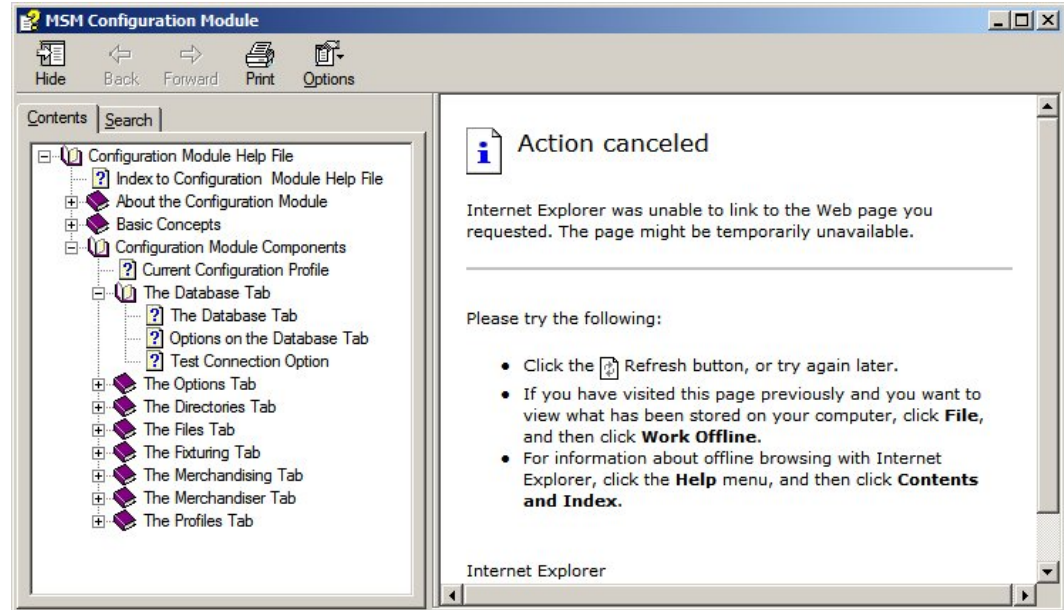 MSM Configuration Module
Hide Back Forward Print Options
Contents Search
Configuration Module Help File
Index to Configuration Module Help File
About the Configuration Module
Basic Concepts
Configuration Module Components
Current Configuration Profile
The Database Tab
The Database Tab
Options on the Database Tab
Test Connection Option
The Options Tab
The Directories Tab
The Files Tab
The Fixturing Tab
The Merchandising Tab
The Merchandiser Tab
The Profiles Tab
Action canceled
Internet Explorer was unable to link to the Web page you
requested. The page might be temporarily unavailable.
Please try the following:
• Click the Refresh button, or try again later.
• If you have visited this page previously and you want to
view what has been stored on your computer, click File,
and then click Work Offline.
• For information about offline browsing with Internet
Explorer, click the Help menu, and then click Contents
and Index.
Internet Explorer